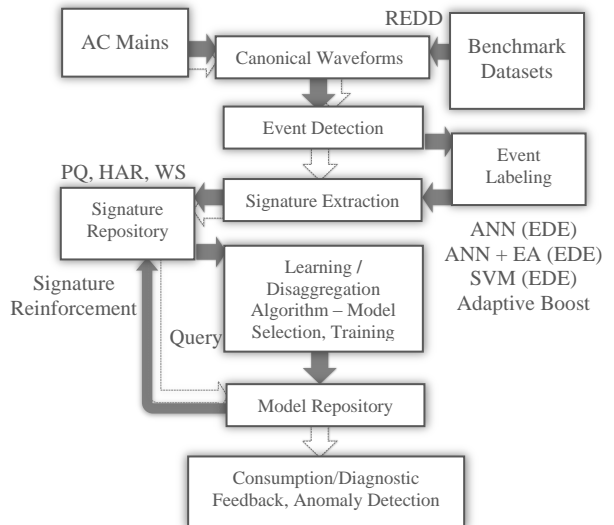 REDD
AC Mains
Canonical Waveforms
Benchmark
Datasets
Event Detection
Event
Labeling
PQ, HAR, WS
Signature
Repository
Signature Extraction
ANN (EDE)
ANN + EA (EDE)
SVM (EDE)
Adaptive Boost
Learning /
Disaggregation
Algorithm – Model
Selection, Training
Signature
Reinforcement
Query
Model Repository
Consumption/Diagnostic
Feedback, Anomaly Detection